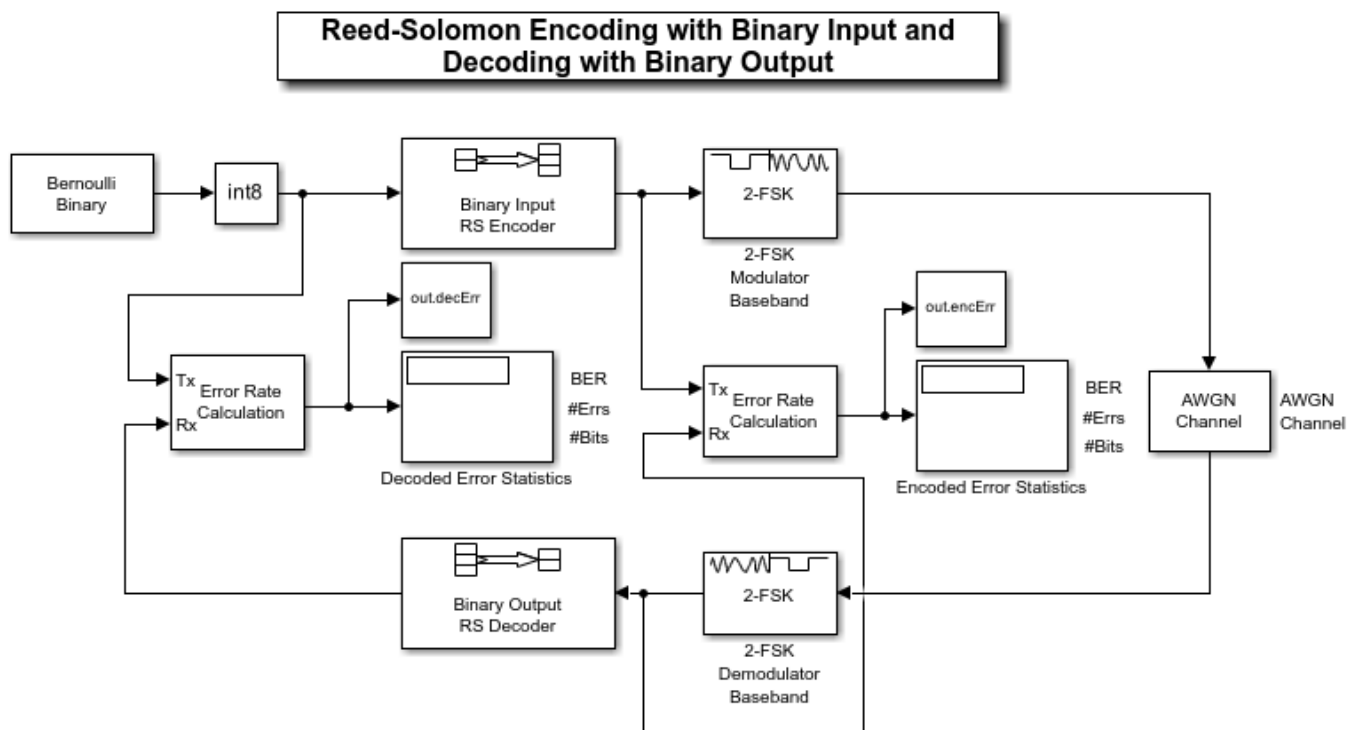 Reed-Solomon Encoding with Binary Input and
Decoding with Binary Output
Bernoulli
Binary
int8
Binary Input
RS Encoder
2-FSK
2-FSK
Modulator
Baseband
out.decErr
out.encErr
Tx
Rx
Error Rate
Calculation
BER
#Errs
#Bits
Decoded Error Statistics
Tx
Rx
Error Rate
Calculation
BER
#Errs
#Bits
Encoded Error Statistics
AWGN
Channel
AWGN
Channel
Binary Output
RS Decoder
2-FSK
2-FSK
Demodulator
Baseband